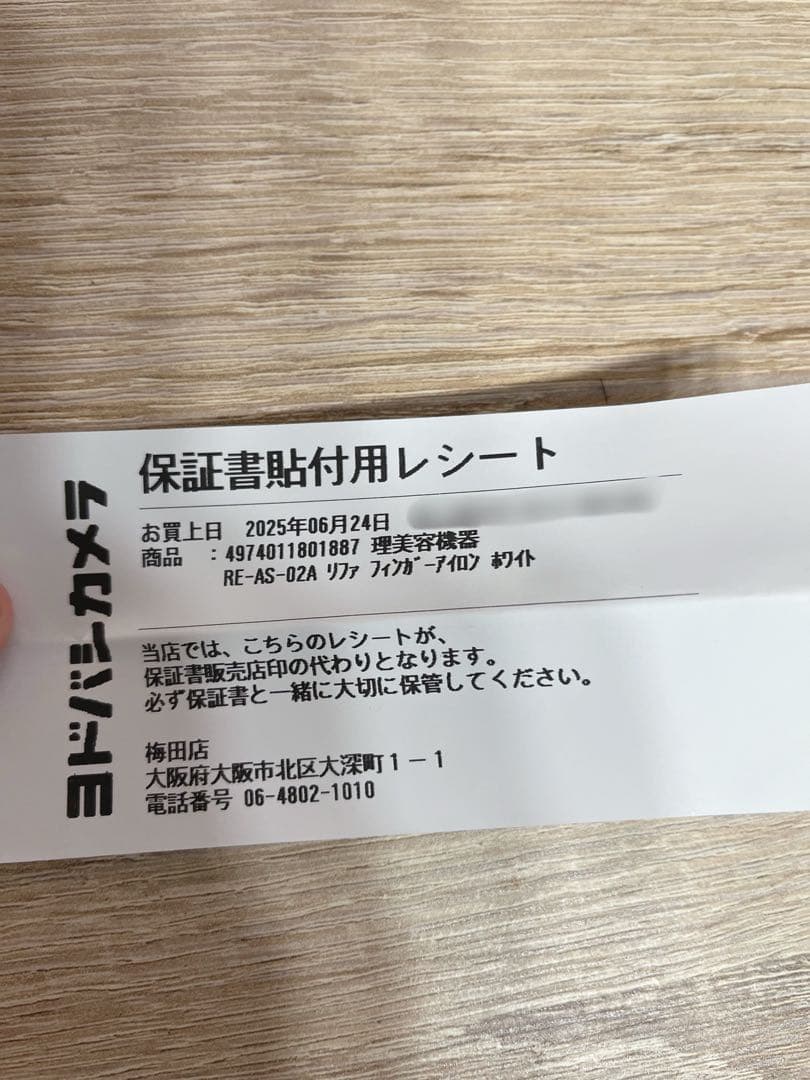 ヨドバシカメラ
保証書貼付用レシート
お買上日 2025年06月24日
商品 :4974011801887 理美容機器
RE-AS-02A ﾘﾌｧ ﾌｨﾝｶﾞｰｱｲﾛﾝ ﾎﾜｲﾄ
当店では、こちらのレシートが、
保証書販売店印の代わりとなります。
必ず保証書と一緒に大切に保管してください。
梅田店
大阪府大阪市北区大深町1－1
電話番号 06-4802-1010